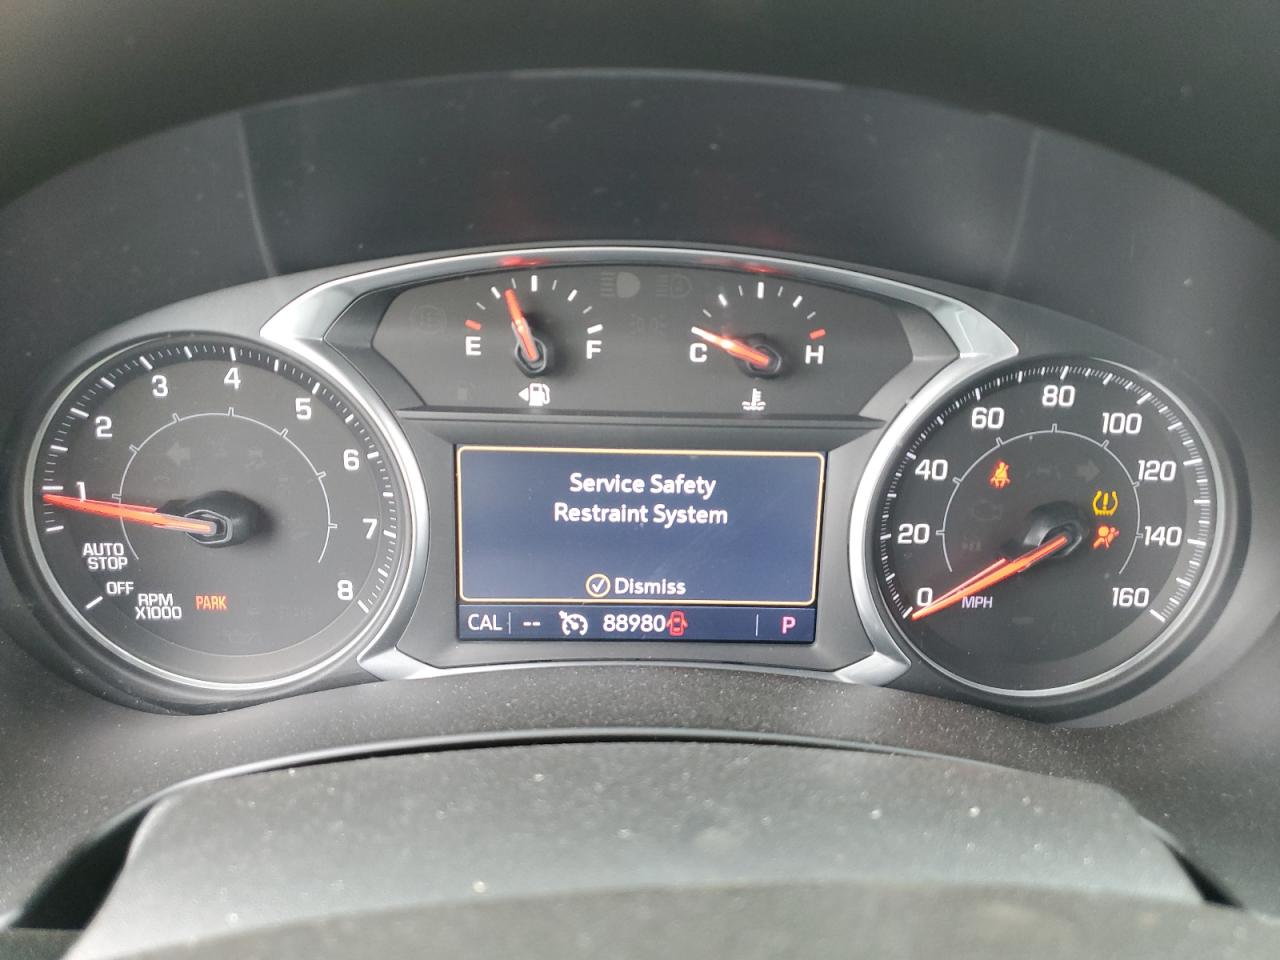 E F
C H
1 2 3 4 5 6 7 8
AUTO
STOP
OFF
RPM
X1000
PARK
Service Safety
Restraint System
Dismiss
CAL -- 88980 P
0 20 40 60 80 100 120 140 160
MPH